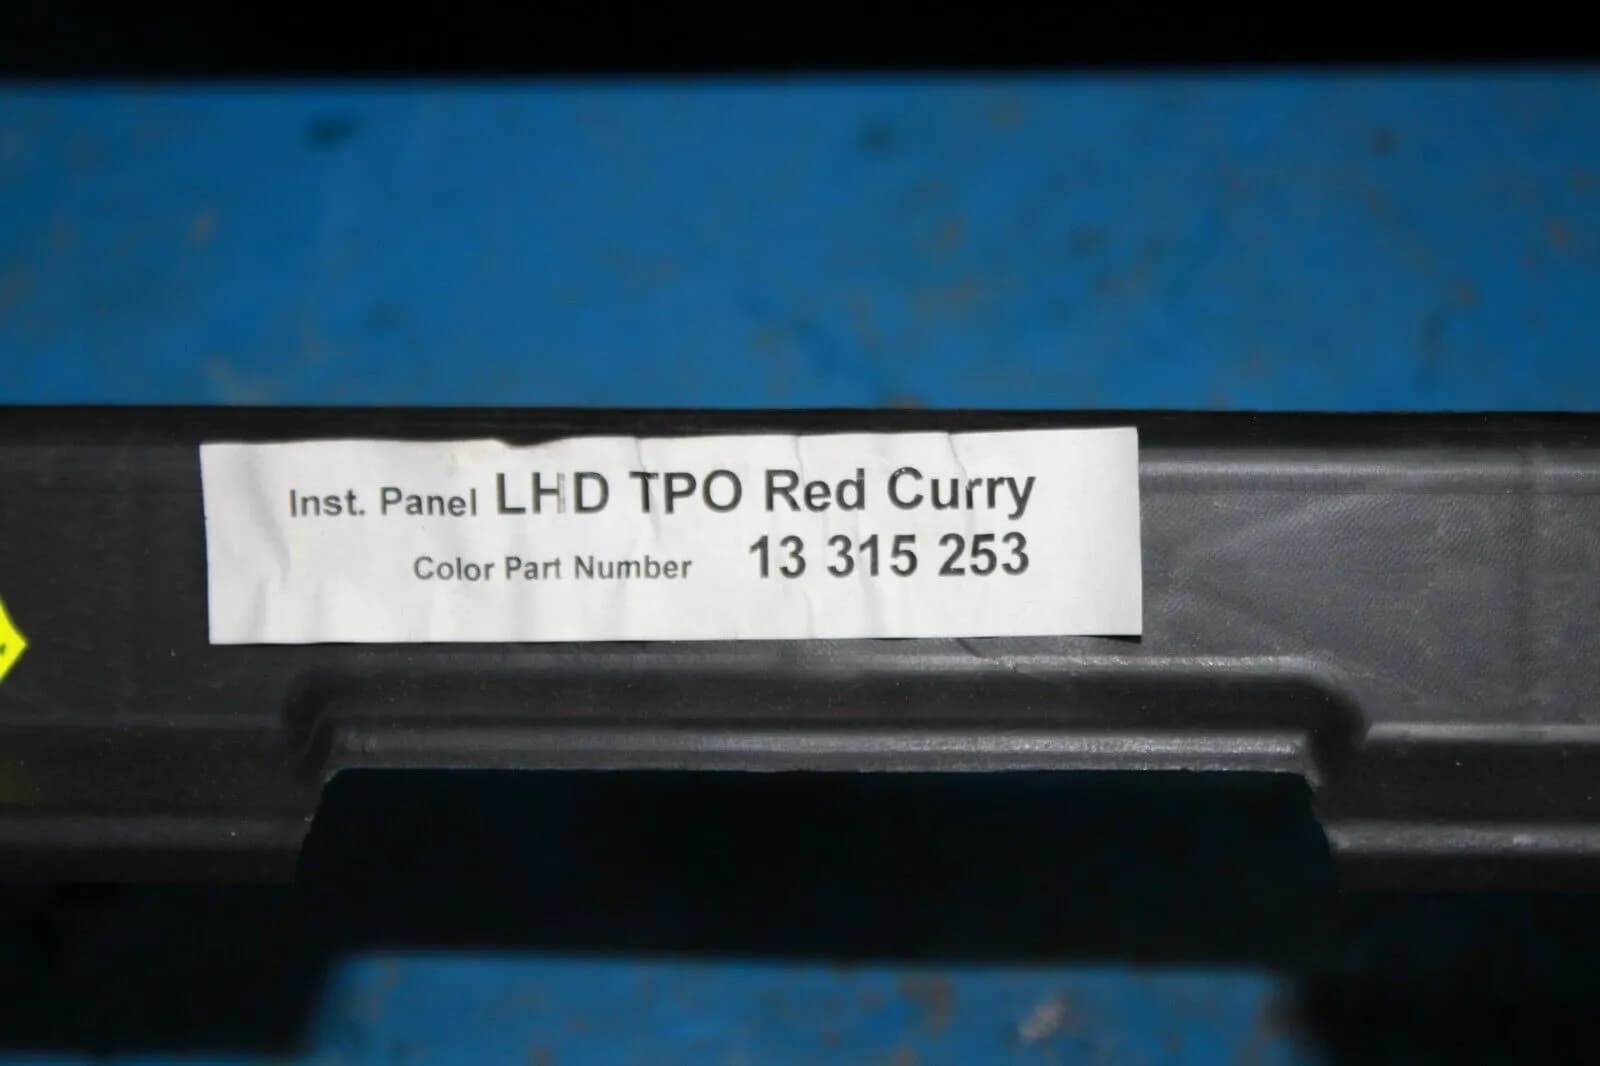 Inst. Panel LHD TPO Red Curry
Color Part Number 13 315 253